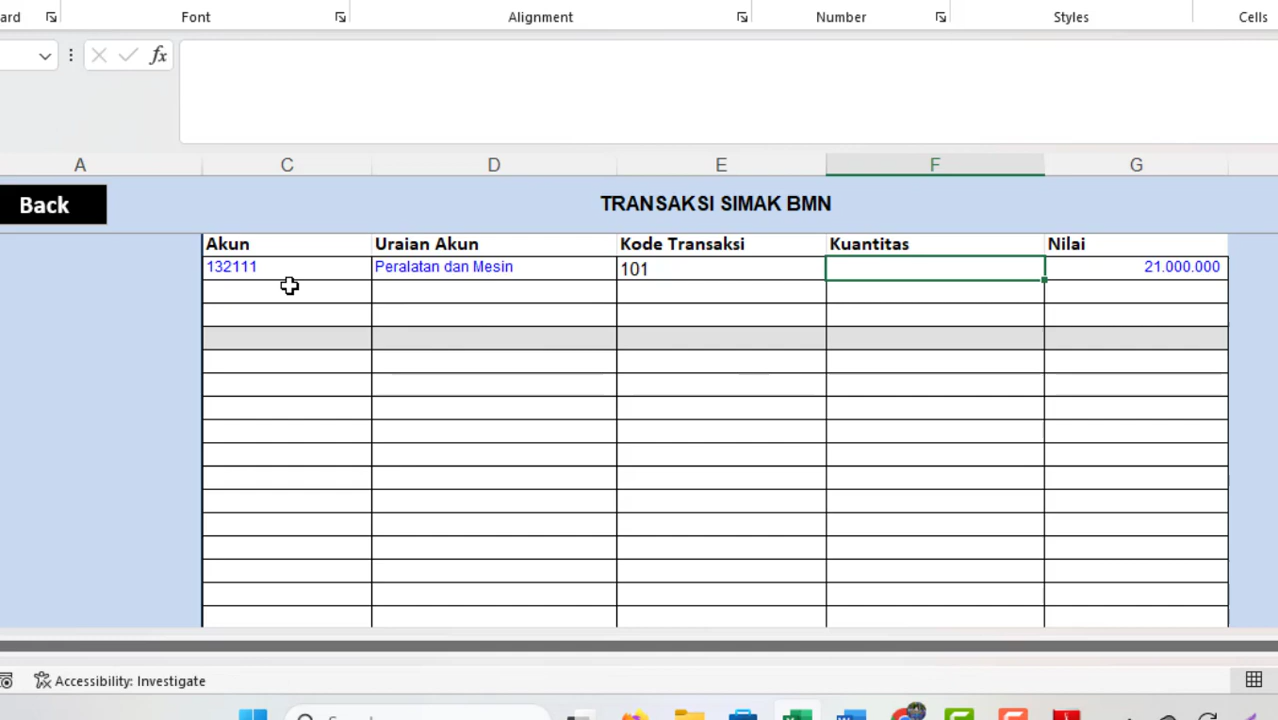 ard Font Alignment Number Styles Cells
fx
A C D E F G
Back TRANSAKSI SIMAK BMN
Akun Uraian Akun Kode Transaksi Kuantitas Nilai
132111 Peralatan dan Mesin 101 21.000.000
Accessibility: Investigate